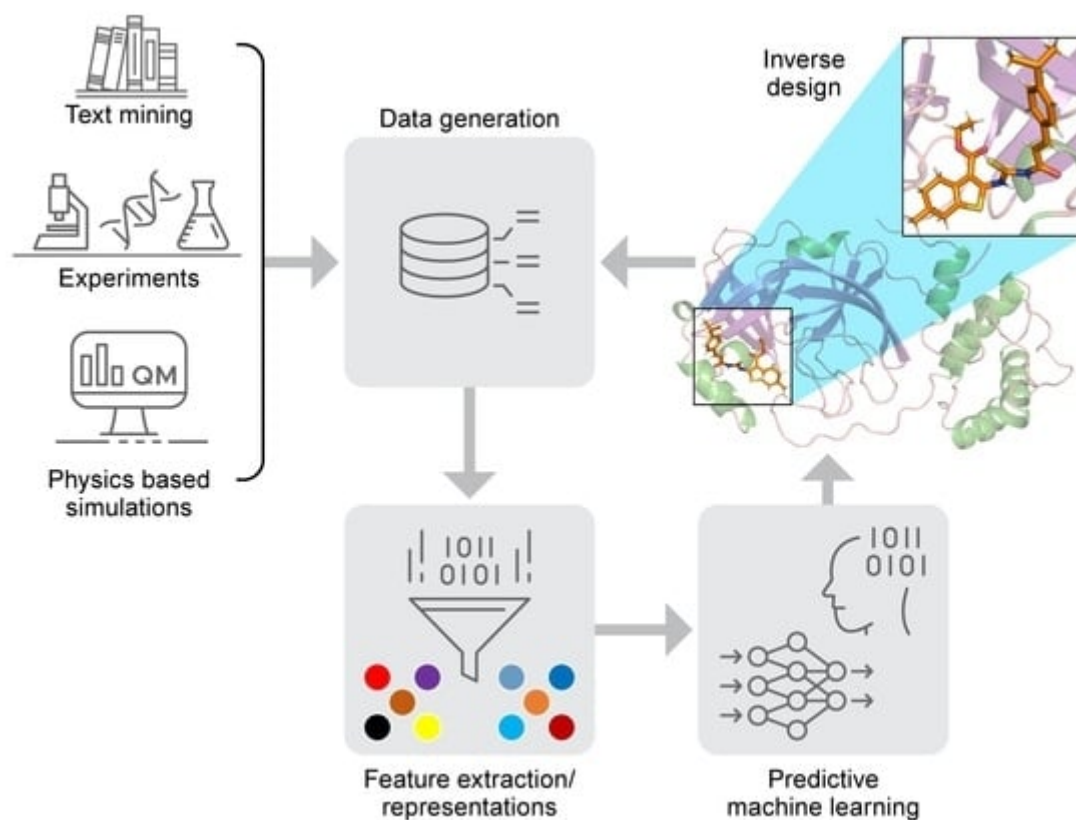 Text mining
Experiments
QM
Physics based
simulations
Data generation
Inverse
design
1011
0101
Feature extraction/
representations
1011
0101
Predictive
machine learning